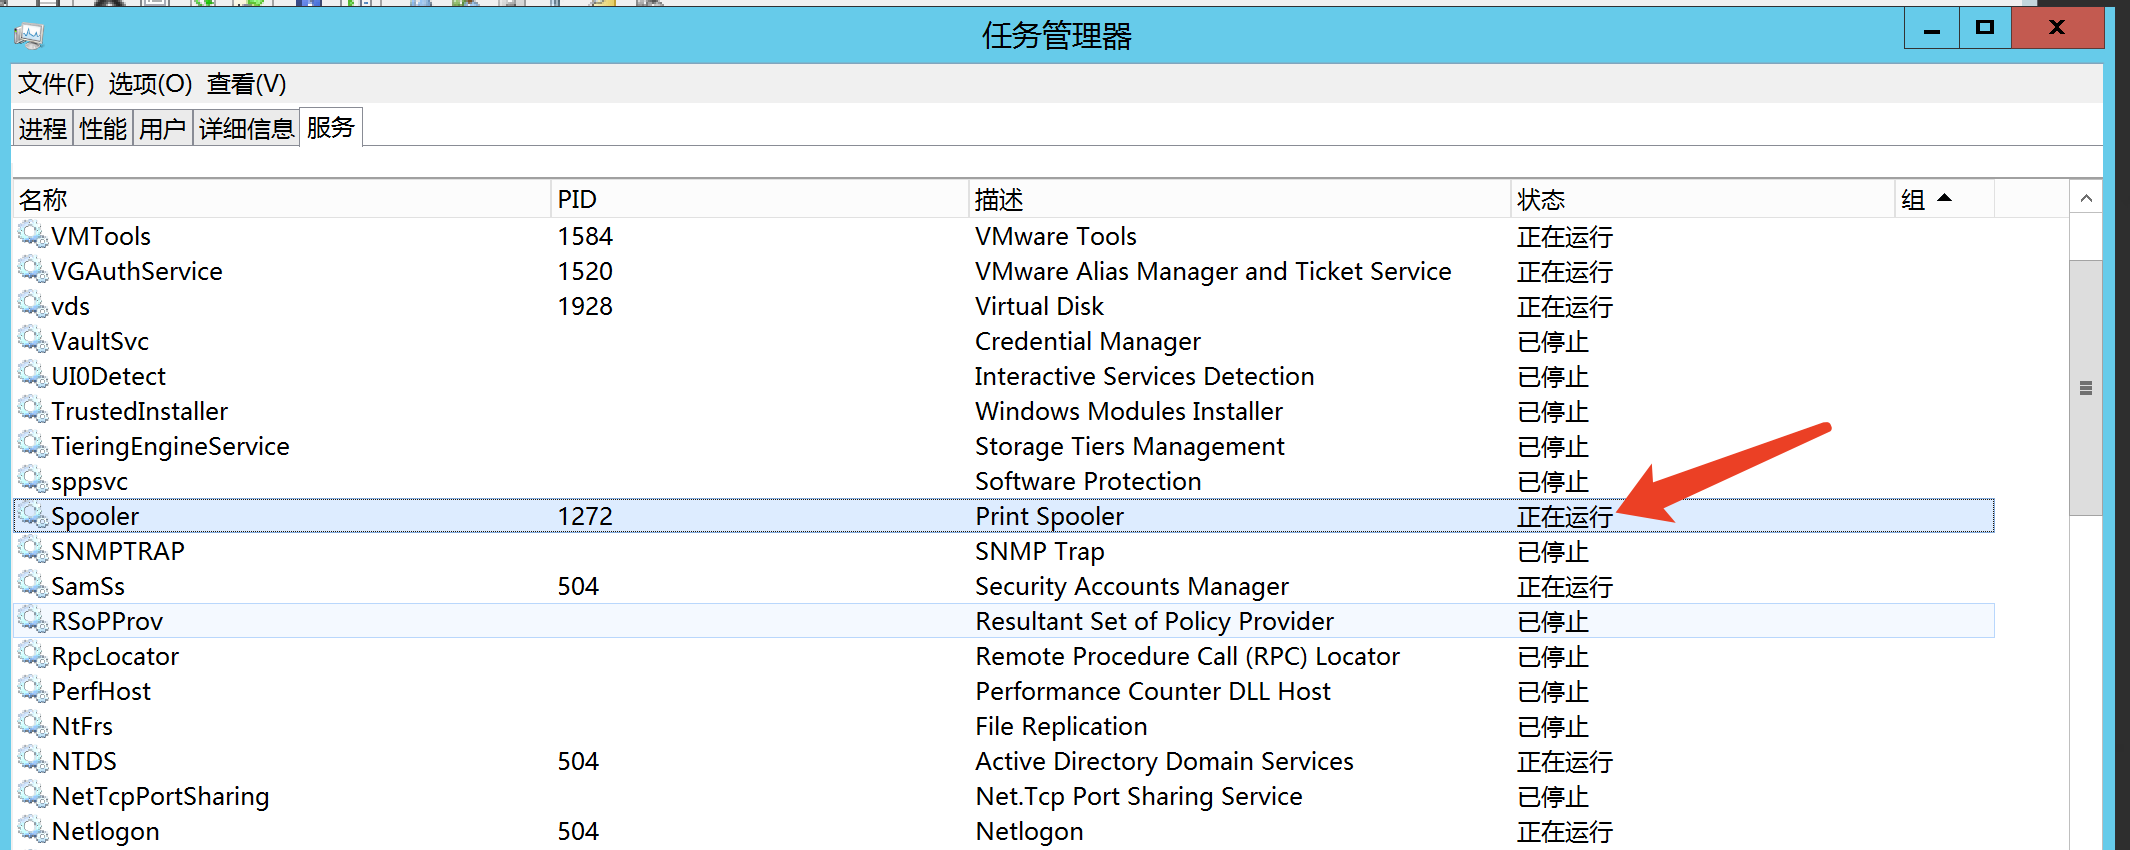 任务管理器
文件(F) 选项(O) 查看(V)
进程 性能 用户 详细信息 服务
名称 PID 描述 状态 组
VMTools 1584 VMware Tools 正在运行
VGAuthService 1520 VMware Alias Manager and Ticket Service 正在运行
vds 1928 Virtual Disk 正在运行
VaultSvc Credential Manager 已停止
UI0Detect Interactive Services Detection 已停止
TrustedInstaller Windows Modules Installer 已停止
TieringEngineService Storage Tiers Management 已停止
sppsvc Software Protection 已停止
Spooler 1272 Print Spooler 正在运行
SNMPTRAP SNMP Trap 已停止
SamSs 504 Security Accounts Manager 正在运行
RSoPProv Resultant Set of Policy Provider 已停止
RpcLocator Remote Procedure Call (RPC) Locator 已停止
PerfHost Performance Counter DLL Host 已停止
NtFrs File Replication 已停止
NTDS 504 Active Directory Domain Services 正在运行
NetTcpPortSharing Net.Tcp Port Sharing Service 已停止
Netlogon 504 Netlogon 正在运行